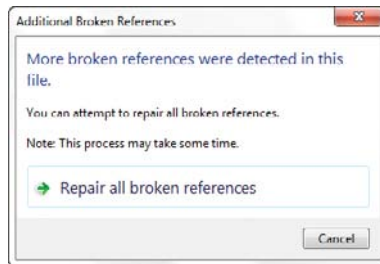 Additional Broken References
More broken references were detected in this
file.
You can attempt to repair all broken references.
Note: This process may take some time.
Repair all broken references
Cancel